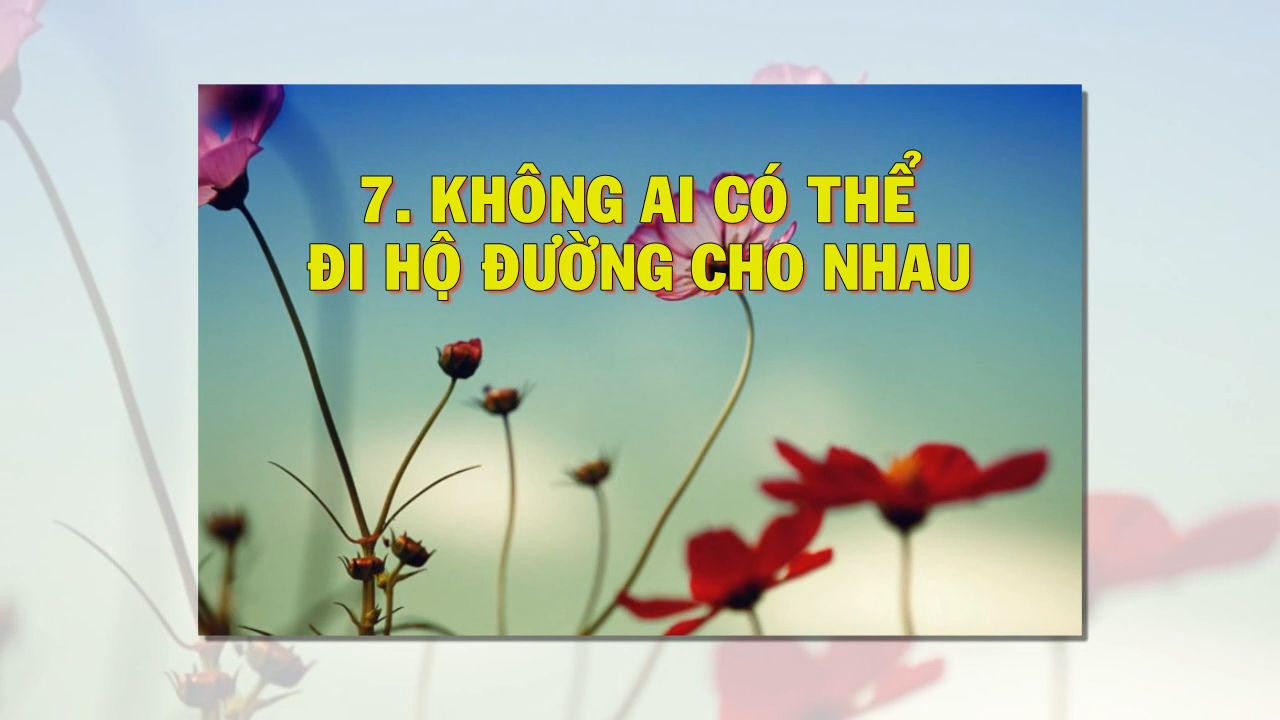 7. KHÔNG AI CÓ THỂ
ĐI HỘ ĐƯỜNG CHO NHAU